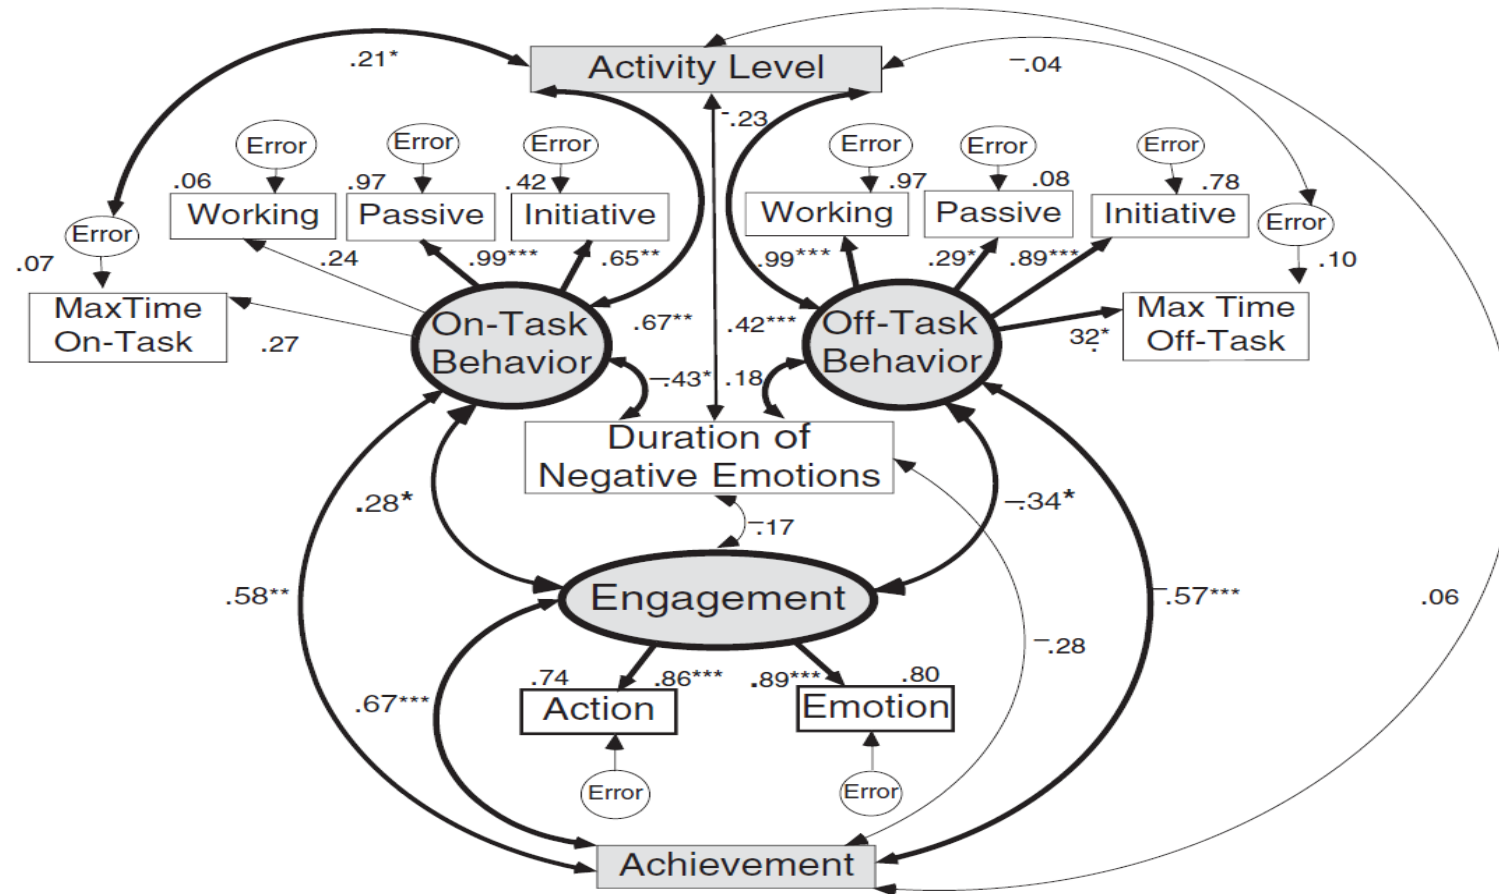 .21*
Activity Level
-.04
-.23
Error
Error
Error
Error
Error
Error
.06
.97
.42
.97
.08
.78
Working
Passive
Initiative
Working
Passive
Initiative
Error
Error
.07
.24
.99***
.65**
.99***
.29*
.89***
.10
MaxTime
On-Task
On-Task
Behavior
Off-Task
Behavior
Max Time
Off-Task
.27
.67**
.42***
.32*
-.43*
.18
Duration of
Negative Emotions
.28*
-.34*
-.17
.58**
Engagement
-.57***
.06
-.28
.74
.86***
.89***
.80
.67***
Action
Emotion
Error
Error
Achievement